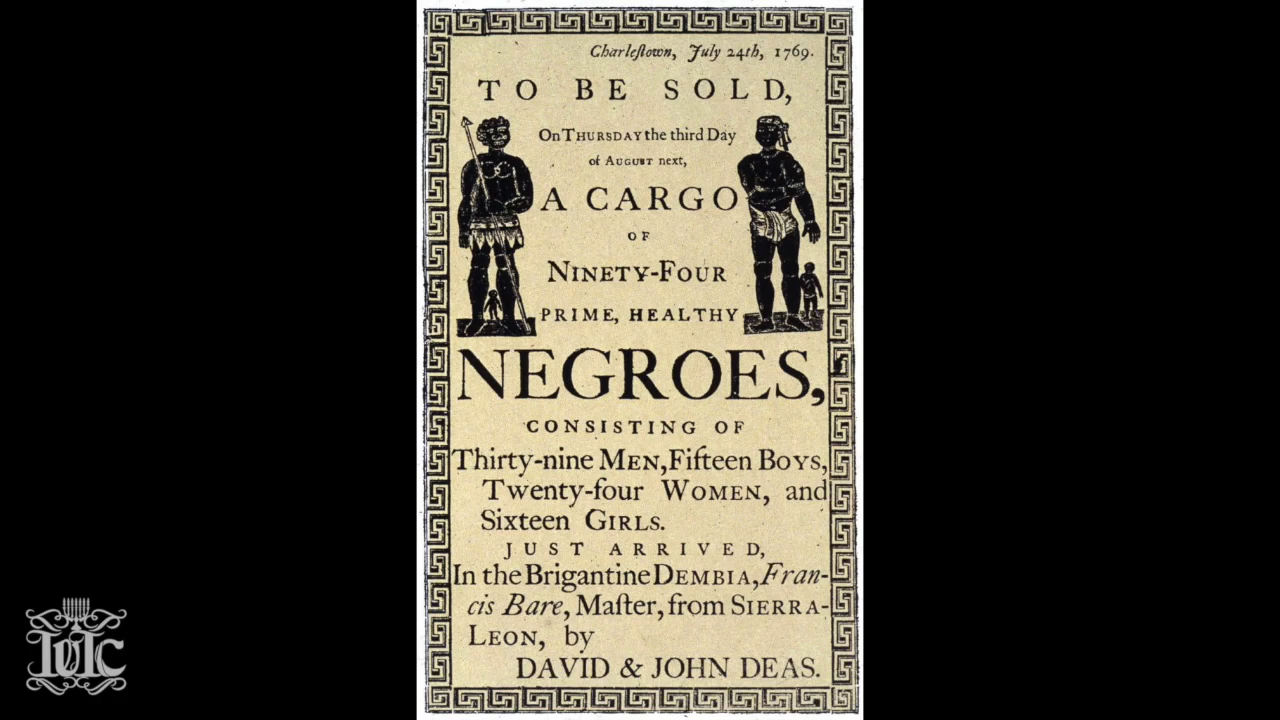 Charleſtown, July 24th, 1769.
TO BE SOLD,
On THURSDAY the third Day
of AUGUST next,
A CARGO
OF
NINETY-FOUR
PRIME, HEALTHY
NEGROES,
CONSISTING OF
Thirty-nine MEN, Fifteen BOYS,
Twenty-four WOMEN, and
Sixteen GIRLS.
JUST ARRIVED,
In the Brigantine DEMBIA, Fran-
cis Bare, Maſter, from SIERRA-
LEON, by
DAVID & JOHN DEAS.
IUIC